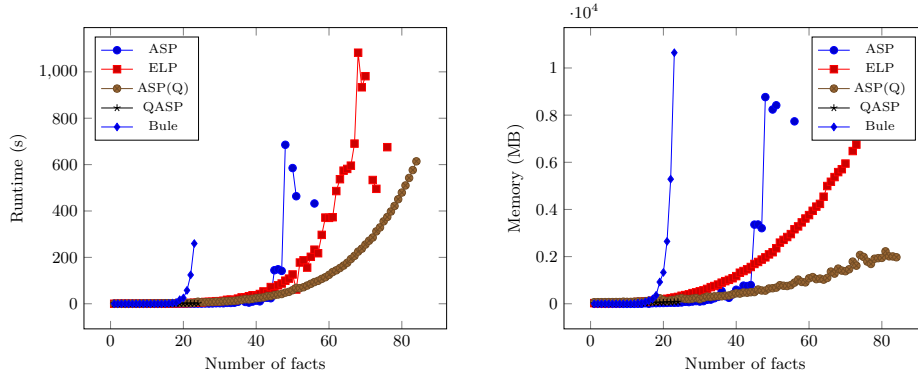 ASP
ELP
ASP(Q)
QASP
Bule
1,000
800
600
400
200
0
0 20 40 60 80
Runtime (s)
Number of facts
·10⁴
ASP
ELP
ASP(Q)
QASP
Bule
1
0.8
0.6
0.4
0.2
0
0 20 40 60 80
Memory (MB)
Number of facts